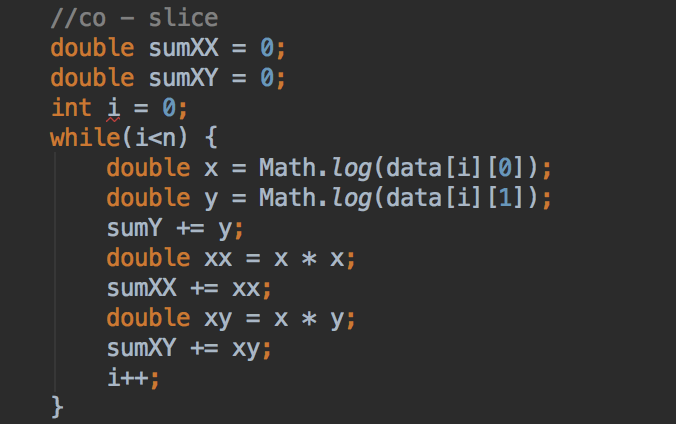 //co - slice
double sumXX = 0;
double sumXY = 0;
int i = 0;
while(i<n) {
    double x = Math.log(data[i][0]);
    double y = Math.log(data[i][1]);
    sumY += y;
    double xx = x * x;
    sumXX += xx;
    double xy = x * y;
    sumXY += xy;
    i++;
}